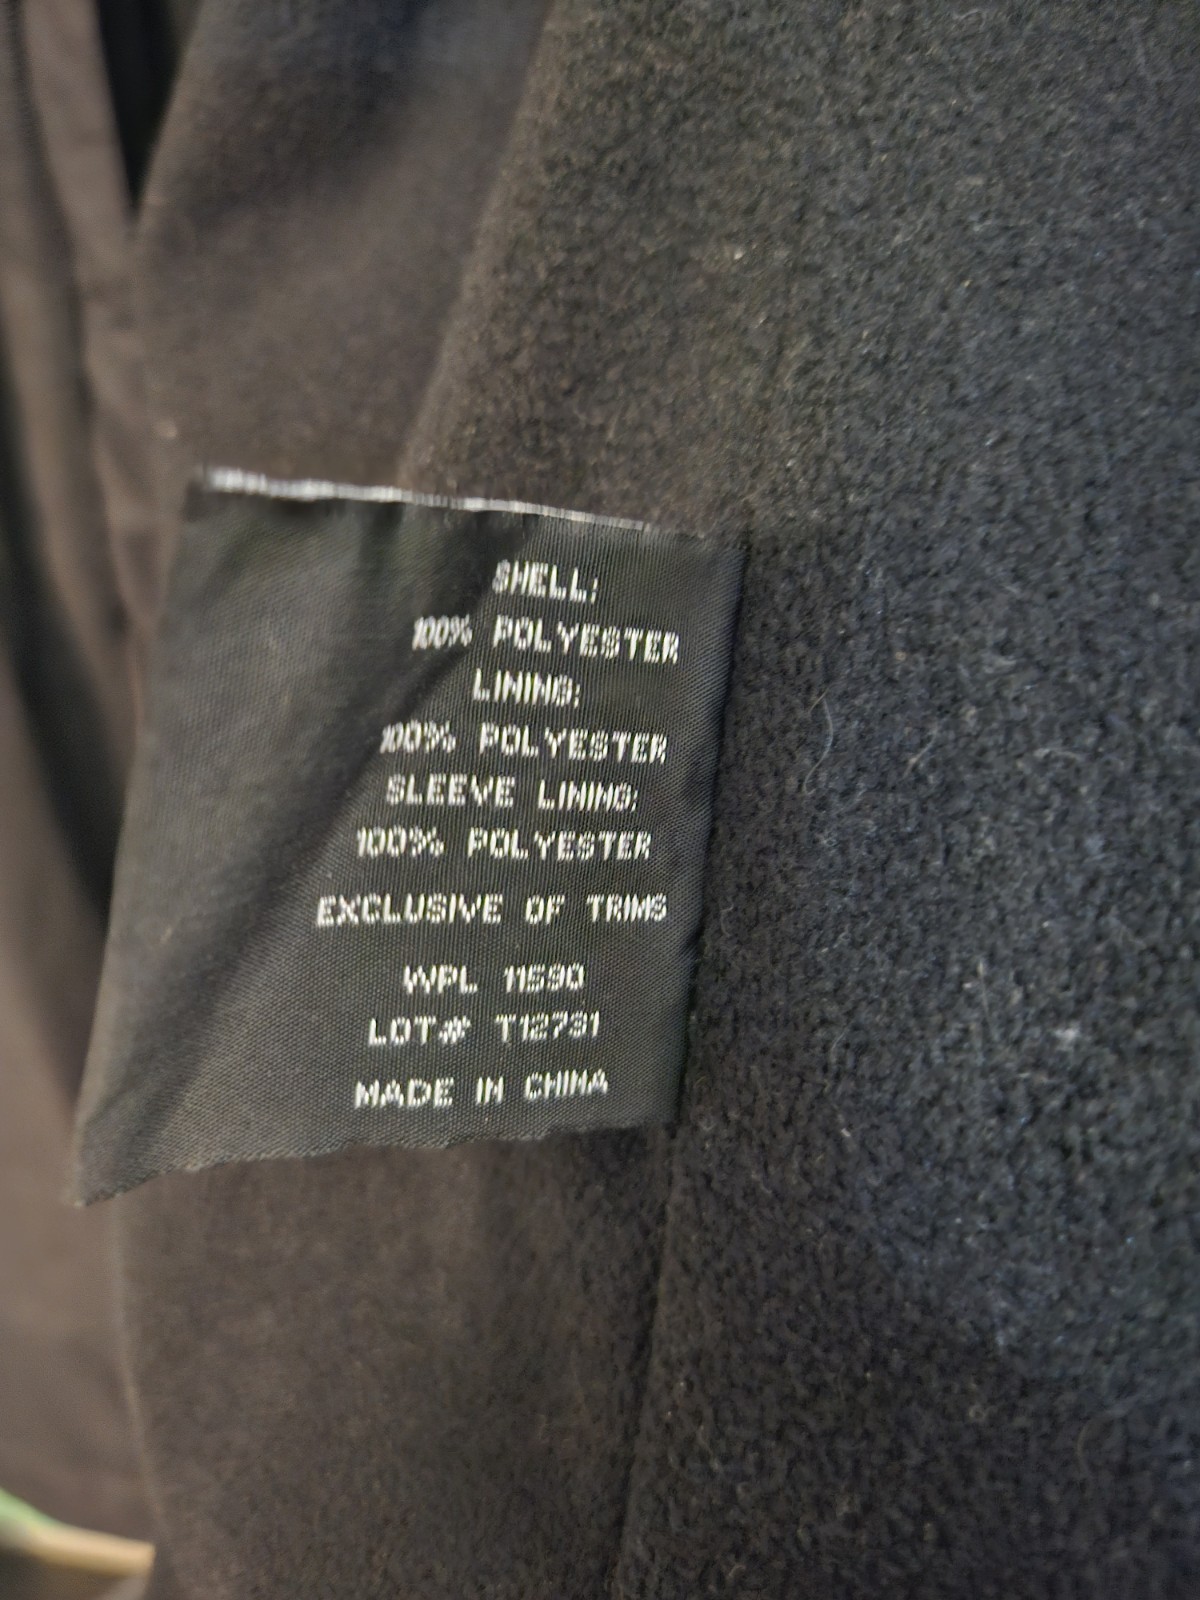 SHELL:
100% POLYESTER
LINING:
100% POLYESTER
SLEEVE LINING:
100% POLYESTER
EXCLUSIVE OF TRIMS
WPL 11590
LOT# T12731
MADE IN CHINA